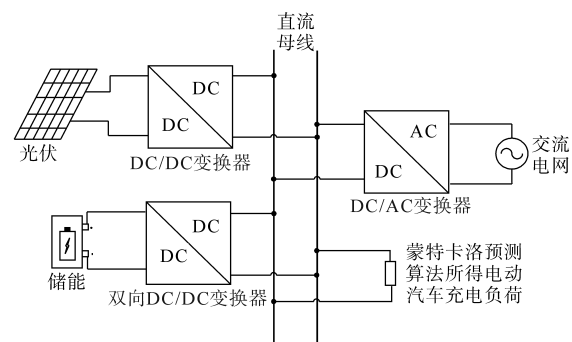 直流
母线
DC
DC
光伏
DC/DC变换器
AC
DC
DC/AC变换器
交流
电网
DC
DC
储能
双向DC/DC变换器
蒙特卡洛预测
算法所得电动
汽车充电负荷